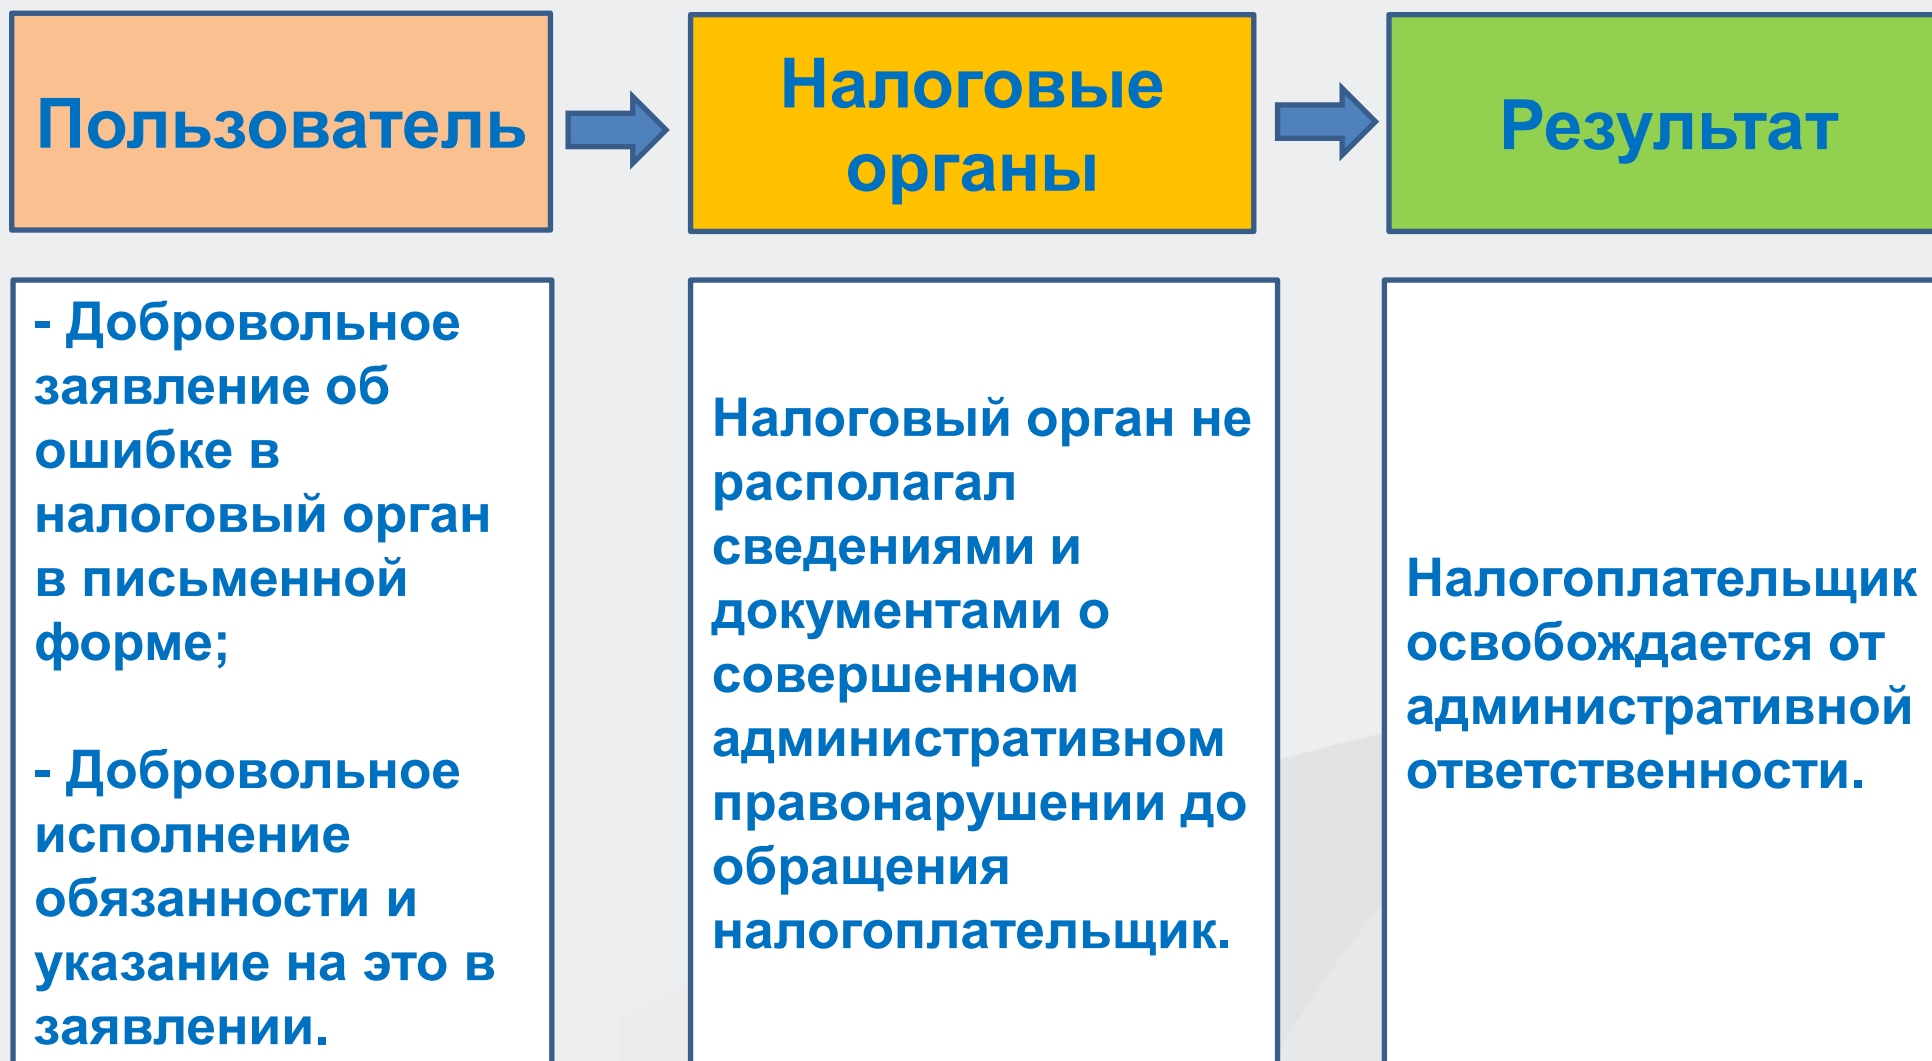 Пользователь
Налоговые
органы
Результат
- Добровольное
заявление об
ошибке в
налоговый орган
в письменной
форме;
- Добровольное
исполнение
обязанности и
указание на это в
заявлении.
Налоговый орган не
располагал
сведениями и
документами о
совершенном
административном
правонарушении до
обращения
налогоплательщик.
Налогоплательщик
освобождается от
административной
ответственности.